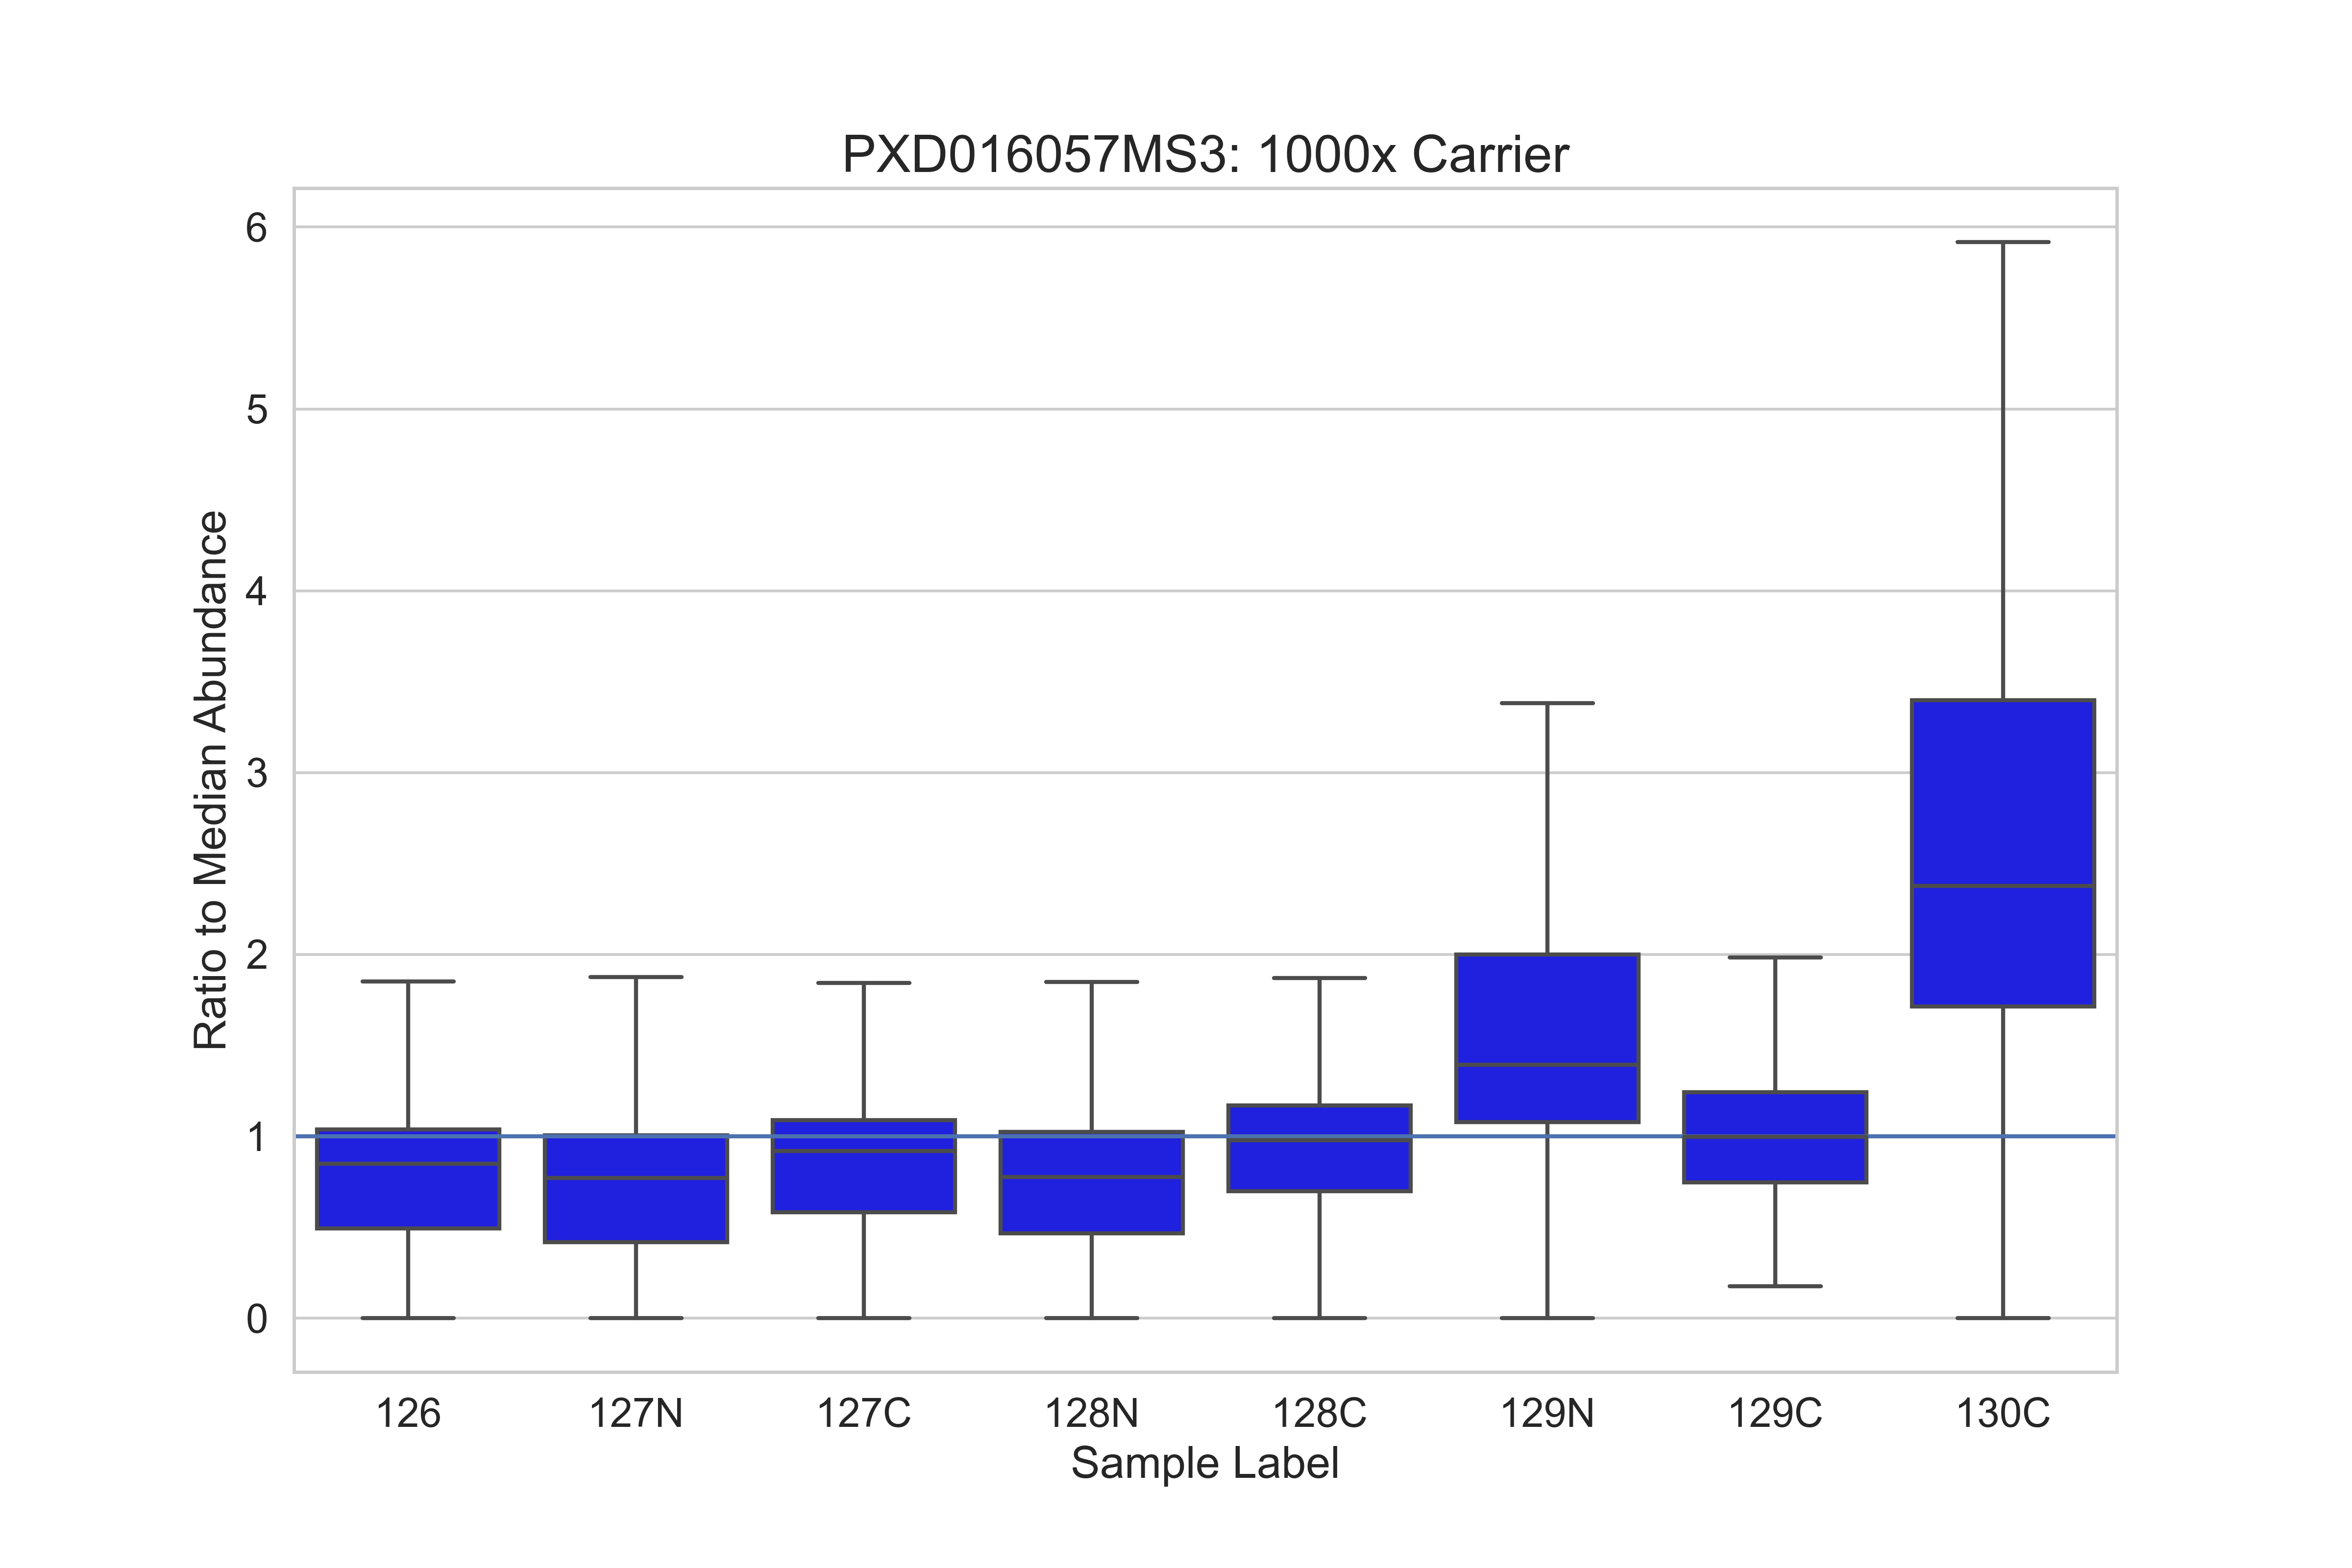 PXD016057MS3: 1000x Carrier
Ratio to Median Abundance
6
5
4
3
2
1
0
126 127N 127C 128N 128C 129N 129C 130C
Sample Label